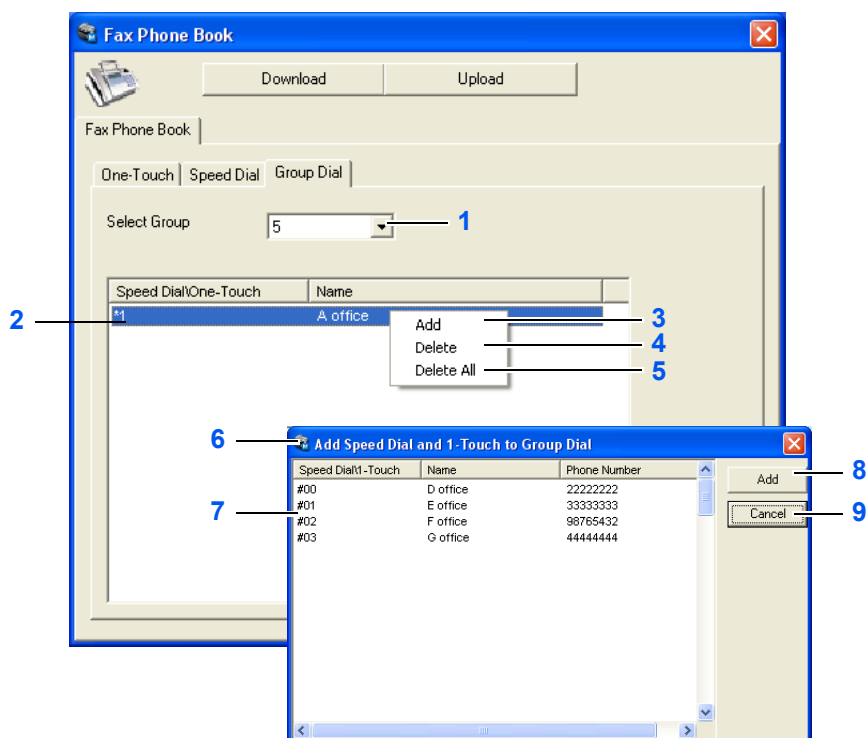 Fax Phone Book
Download Upload
Fax Phone Book
One-Touch Speed Dial Group Dial
Select Group 5 1
Speed Dial\One-Touch Name
2 *1 A office
Add 3
Delete 4
Delete All 5
6 Add Speed Dial and 1-Touch to Group Dial
Speed Dial\1-Touch Name Phone Number
Add 8
#00 D office 22222222
7 #01 E office 33333333
Cancel 9
#02 F office 98765432
#03 G office 44444444